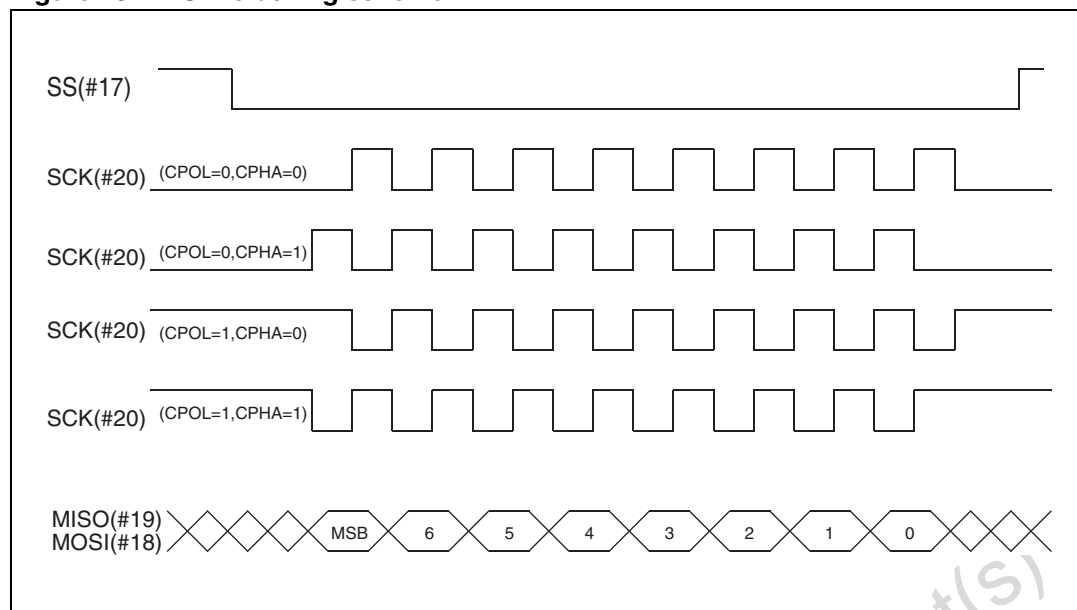 SS(#17)
SCK(#20) (CPOL=0,CPHA=0)
SCK(#20) (CPOL=0,CPHA=1)
SCK(#20) (CPOL=1,CPHA=0)
SCK(#20) (CPOL=1,CPHA=1)
MISO(#19)
MOSI(#18)
MSB 6 5 4 3 2 1 0
t(s)